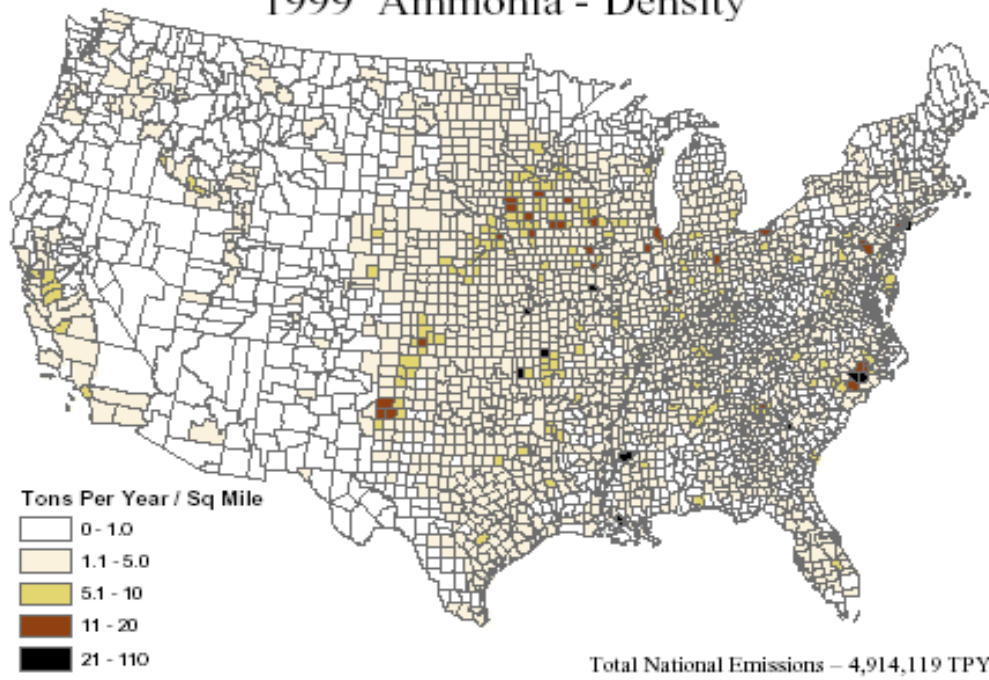 1999 Ammonia - Density
Tons Per Year / Sq Mile
0 - 1.0
1.1 - 5.0
5.1 - 10
11 - 20
21 - 110
Total National Emissions – 4,914,119 TPY